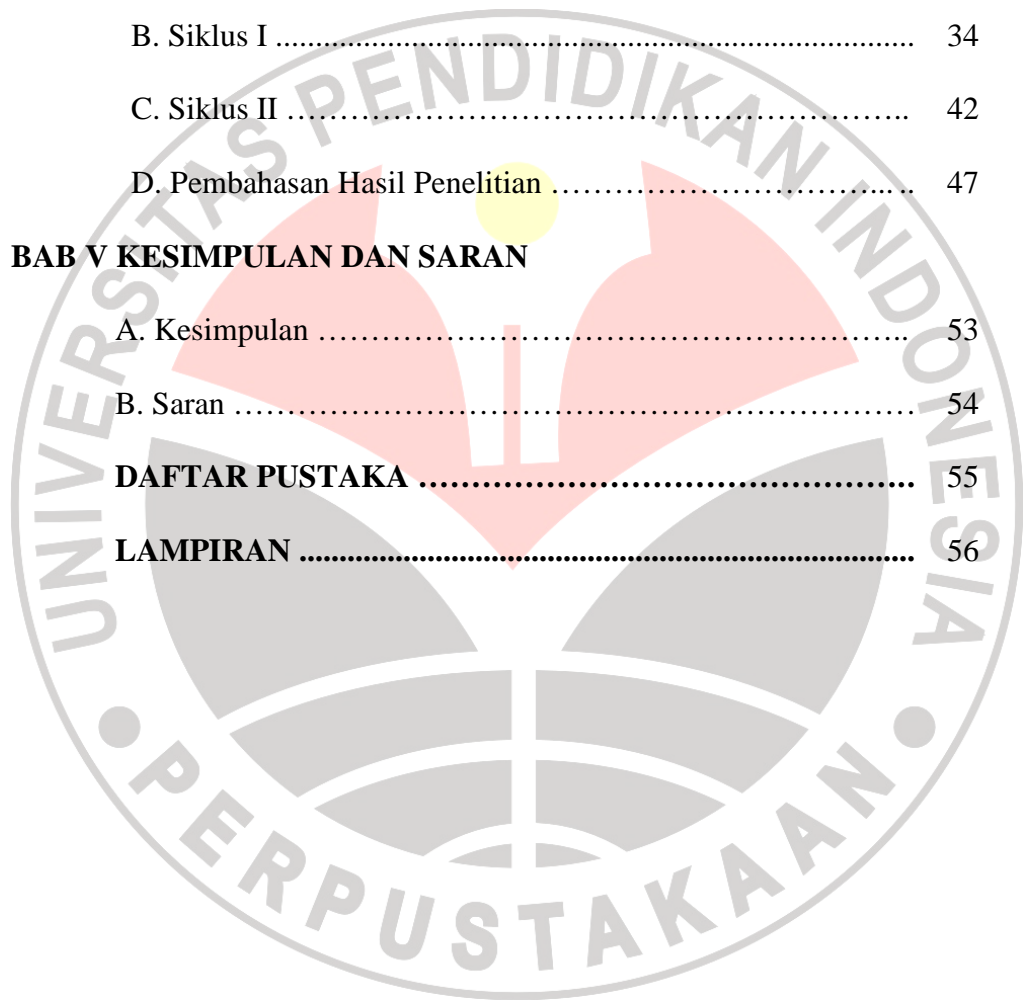 B. Siklus I ................................................................................ 34
C. Siklus II ………………………………………………………….. 42
D. Pembahasan Hasil Penelitian …………………………….. .. 47
BAB V KESIMPULAN DAN SARAN
A. Kesimpulan ……………………………………………………….. 53
B. Saran ………………………………………………………………… 54
DAFTAR PUSTAKA …………………………………………….. 55
LAMPIRAN .............................................................................. 56
UNIVERSITAS PENDIDIKAN INDONESIA
PERPUSTAKAAN